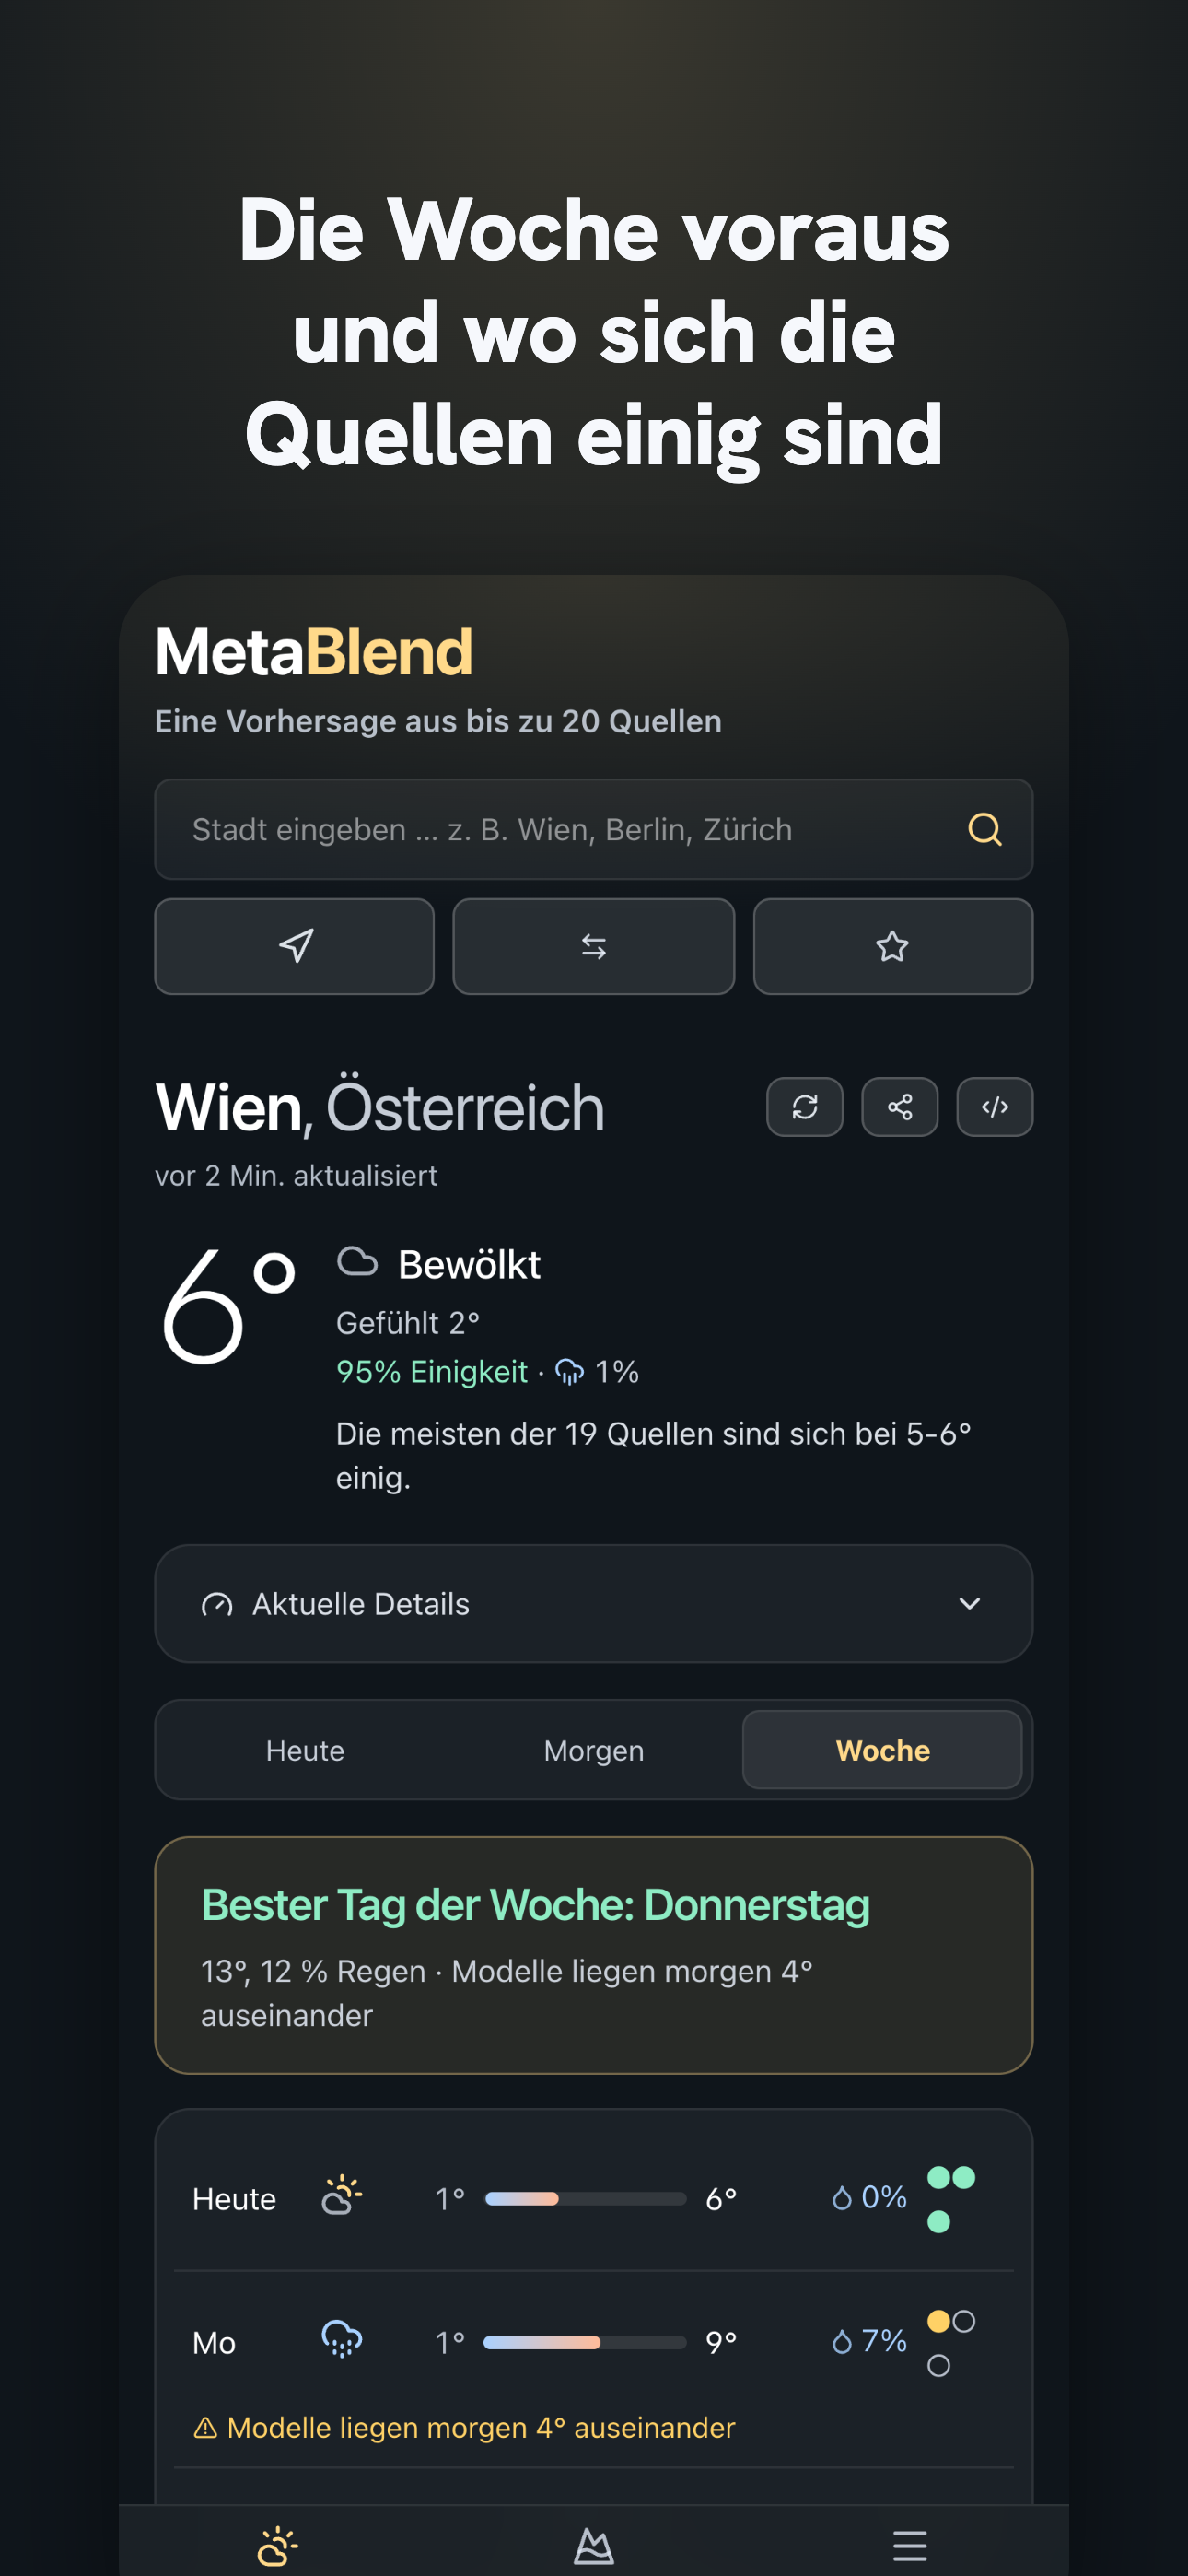 Die Woche voraus
und wo sich die
Quellen einig sind
MetaBlend
Eine Vorhersage aus bis zu 20 Quellen
Stadt eingeben ... z. B. Wien, Berlin, Zürich
Wien, Österreich
vor 2 Min. aktualisiert
6°
Bewölkt
Gefühlt 2°
95% Einigkeit · 1%
Die meisten der 19 Quellen sind sich bei 5-6°
einig.
Aktuelle Details
Heute Morgen Woche
Bester Tag der Woche: Donnerstag
13°, 12 % Regen · Modelle liegen morgen 4°
auseinander
Heute 1° 6° 0%
Mo 1° 9° 7%
Modelle liegen morgen 4° auseinander